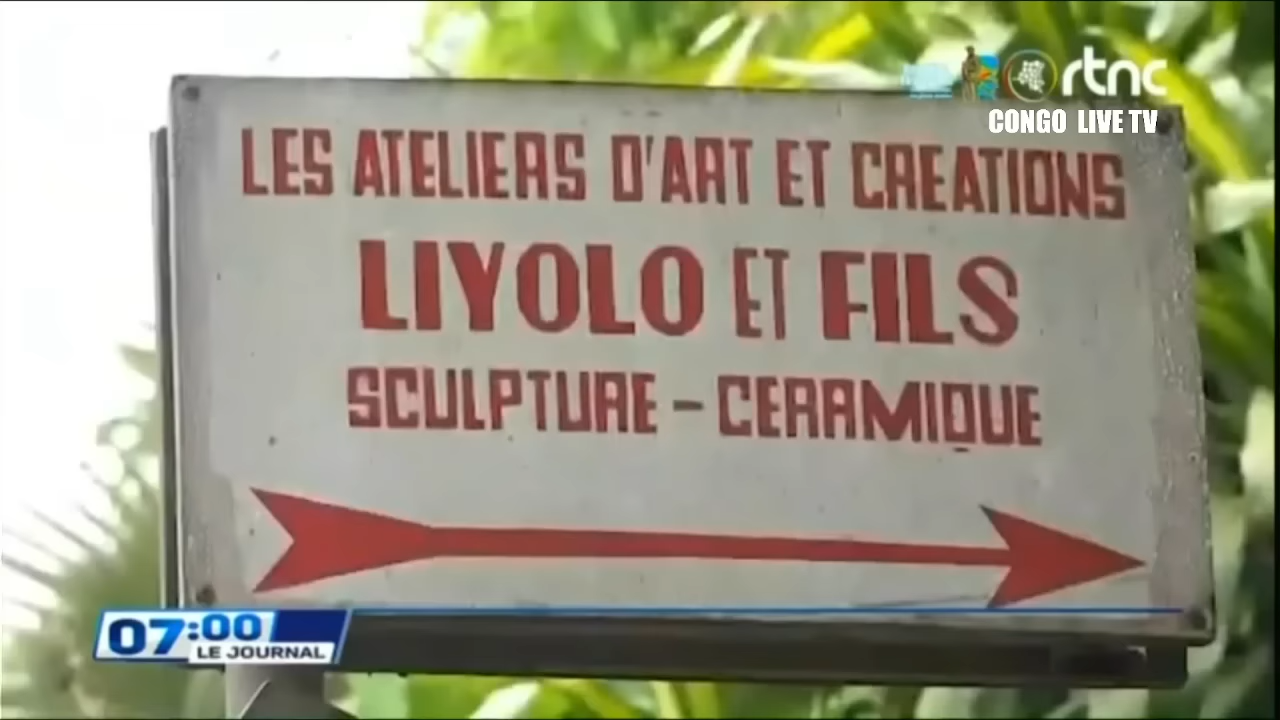 rtnc
CONGO LIVE TV
LES ATELIERS D'ART ET CREATIONS
LIYOLO ET FILS
SCULPTURE - CERAMIQUE
07:00
LE JOURNAL